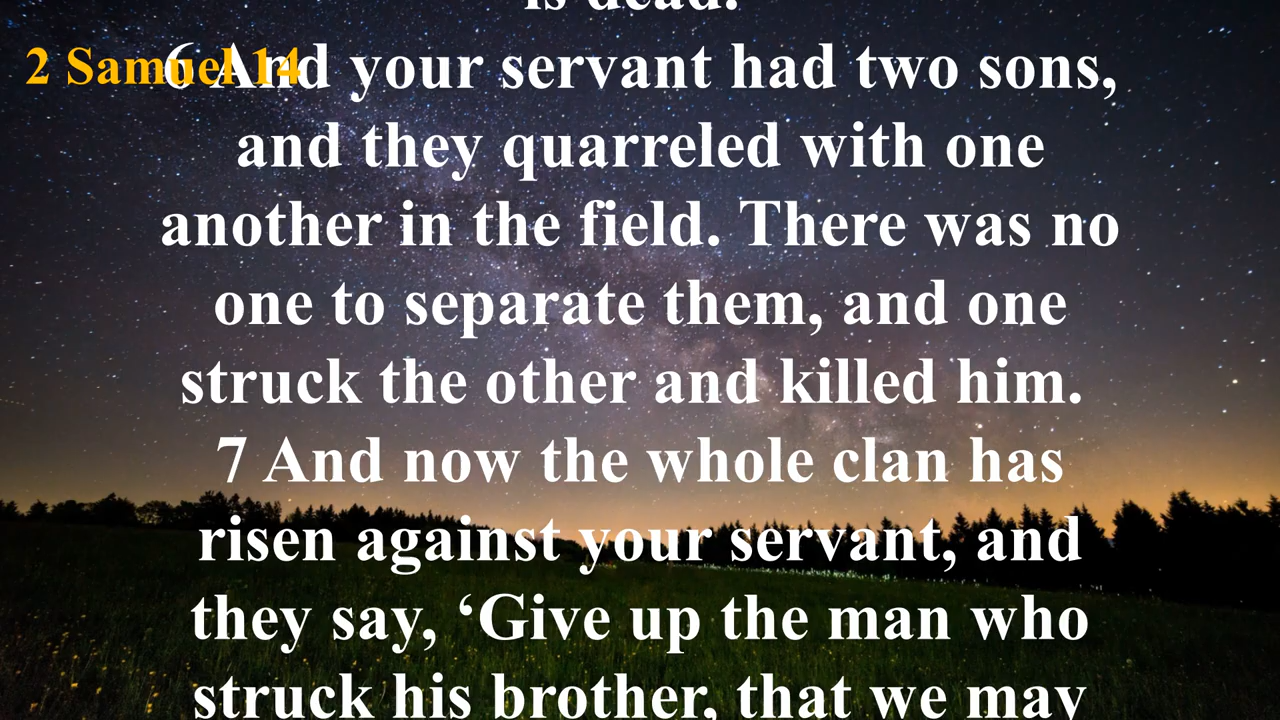 is dead.
2 Samuel 14
6 And your servant had two sons,
and they quarreled with one
another in the field. There was no
one to separate them, and one
struck the other and killed him.
7 And now the whole clan has
risen against your servant, and
they say, ‘Give up the man who
struck his brother, that we may